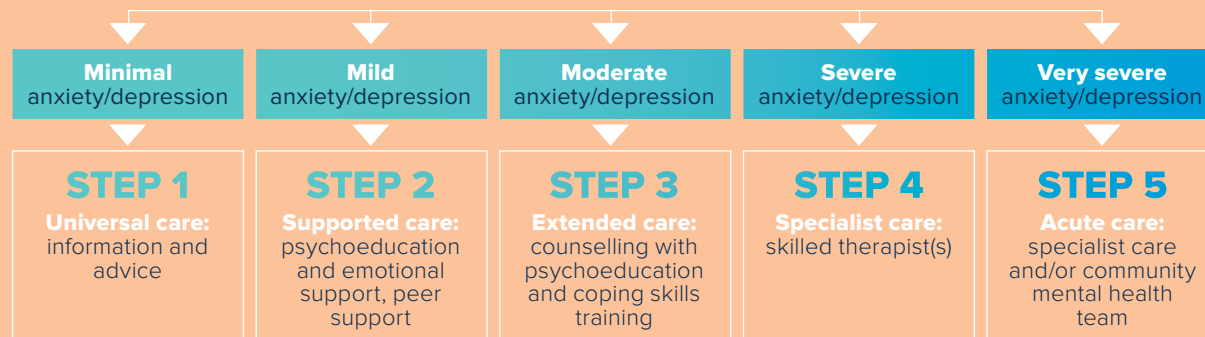 Minimal
anxiety/depression
Mild
anxiety/depression
Moderate
anxiety/depression
Severe
anxiety/depression
Very severe
anxiety/depression
STEP 1
Universal care:
information and
advice
STEP 2
Supported care:
psychoeducation
and emotional
support, peer
support
STEP 3
Extended care:
counselling with
psychoeducation
and coping skills
training
STEP 4
Specialist care:
skilled therapist(s)
STEP 5
Acute care:
specialist care
and/or community
mental health
team